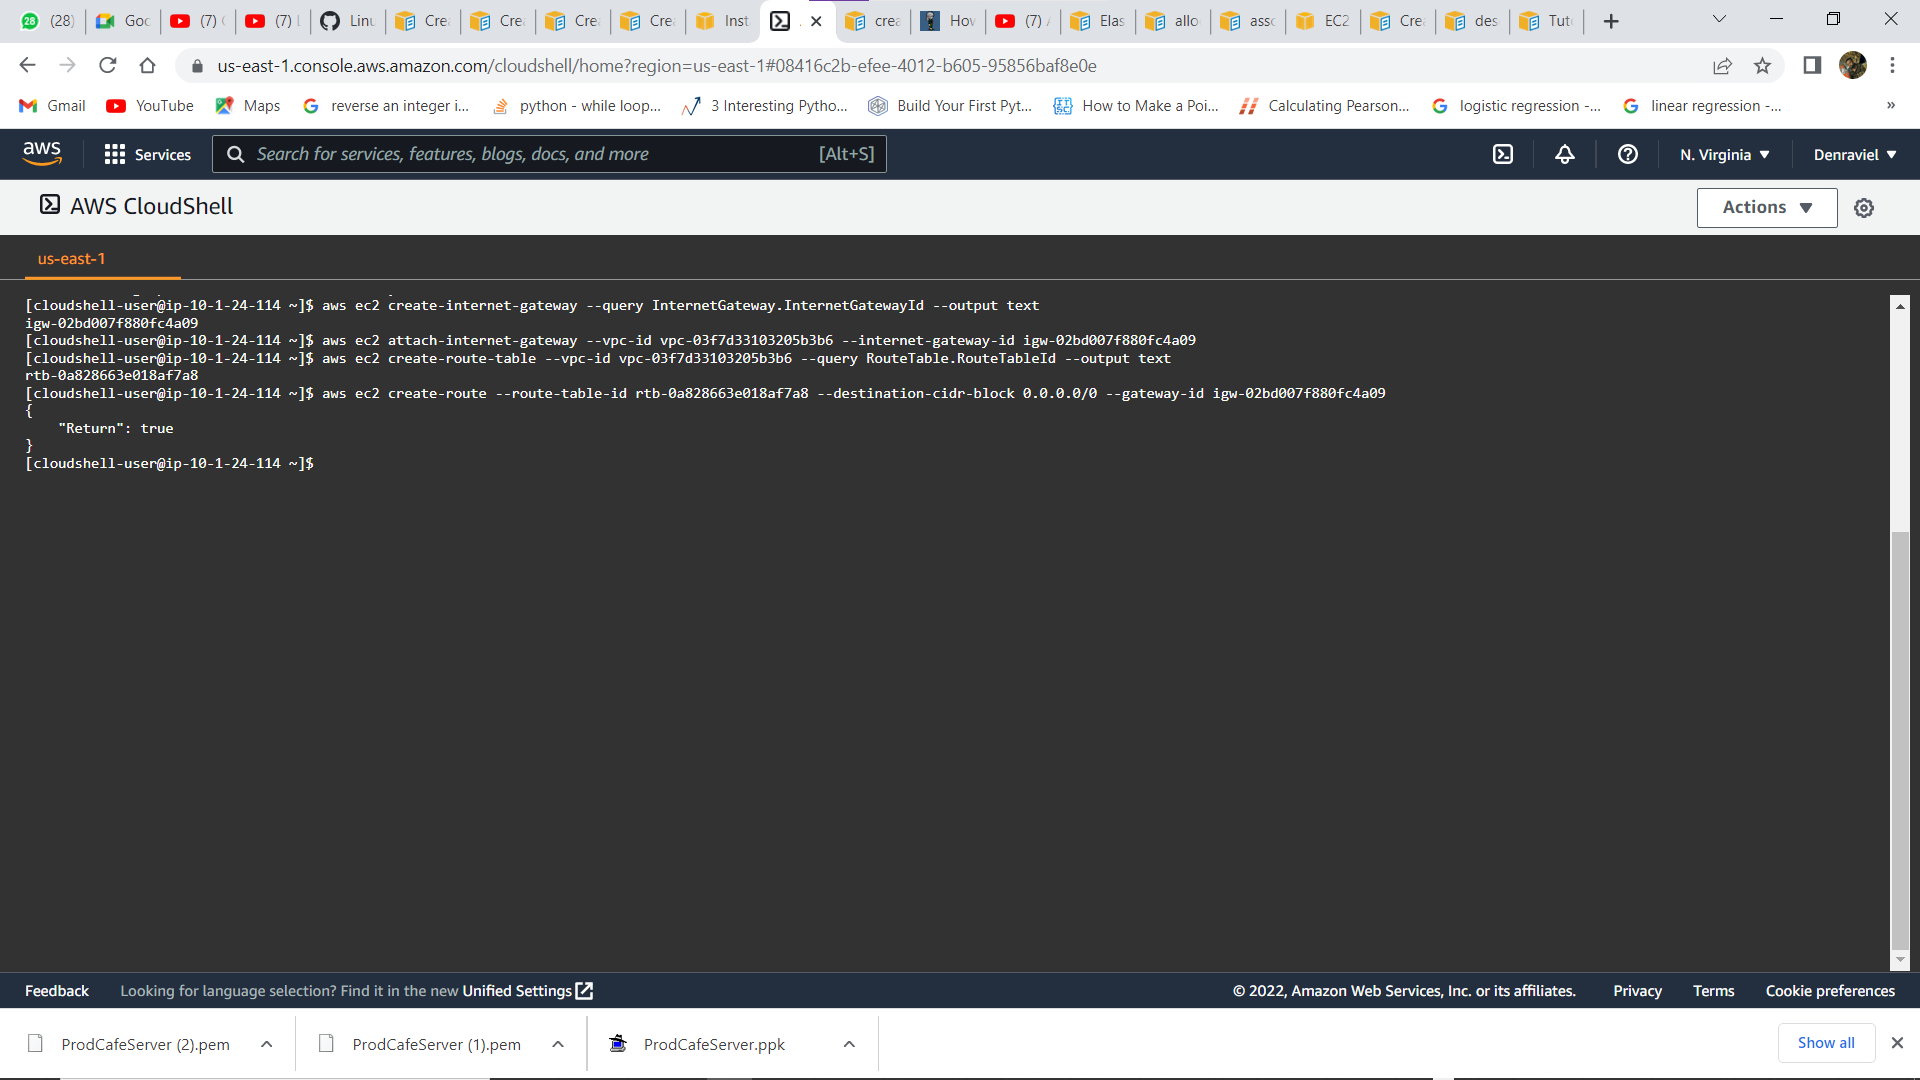 28 (28)
Goo
(7)
(7) L
Linu
Crea
Crea
Crea
Crea
Inst
crea
How
(7) A
Elas
allo
asso
EC2
Crea
des
Tuto
us-east-1.console.aws.amazon.com/cloudshell/home?region=us-east-1#08416c2b-efee-4012-b605-95856baf8e0e
Gmail
YouTube
Maps
reverse an integer i...
python - while loop...
3 Interesting Pytho...
Build Your First Pyt...
How to Make a Poi...
Calculating Pearson...
logistic regression -...
linear regression -...
»
aws
Services
Search for services, features, blogs, docs, and more
[Alt+S]
N. Virginia
Denraviel
AWS CloudShell
Actions
us-east-1
[cloudshell-user@ip-10-1-24-114 ~]$ aws ec2 create-internet-gateway --query InternetGateway.InternetGatewayId --output text
igw-02bd007f880fc4a09
[cloudshell-user@ip-10-1-24-114 ~]$ aws ec2 attach-internet-gateway --vpc-id vpc-03f7d33103205b3b6 --internet-gateway-id igw-02bd007f880fc4a09
[cloudshell-user@ip-10-1-24-114 ~]$ aws ec2 create-route-table --vpc-id vpc-03f7d33103205b3b6 --query RouteTable.RouteTableId --output text
rtb-0a828663e018af7a8
[cloudshell-user@ip-10-1-24-114 ~]$ aws ec2 create-route --route-table-id rtb-0a828663e018af7a8 --destination-cidr-block 0.0.0.0/0 --gateway-id igw-02bd007f880fc4a09
{
    "Return": true
}
[cloudshell-user@ip-10-1-24-114 ~]$
Feedback
Looking for language selection? Find it in the new Unified Settings
© 2022, Amazon Web Services, Inc. or its affiliates.
Privacy
Terms
Cookie preferences
ProdCafeServer (2).pem
ProdCafeServer (1).pem
ProdCafeServer.ppk
Show all